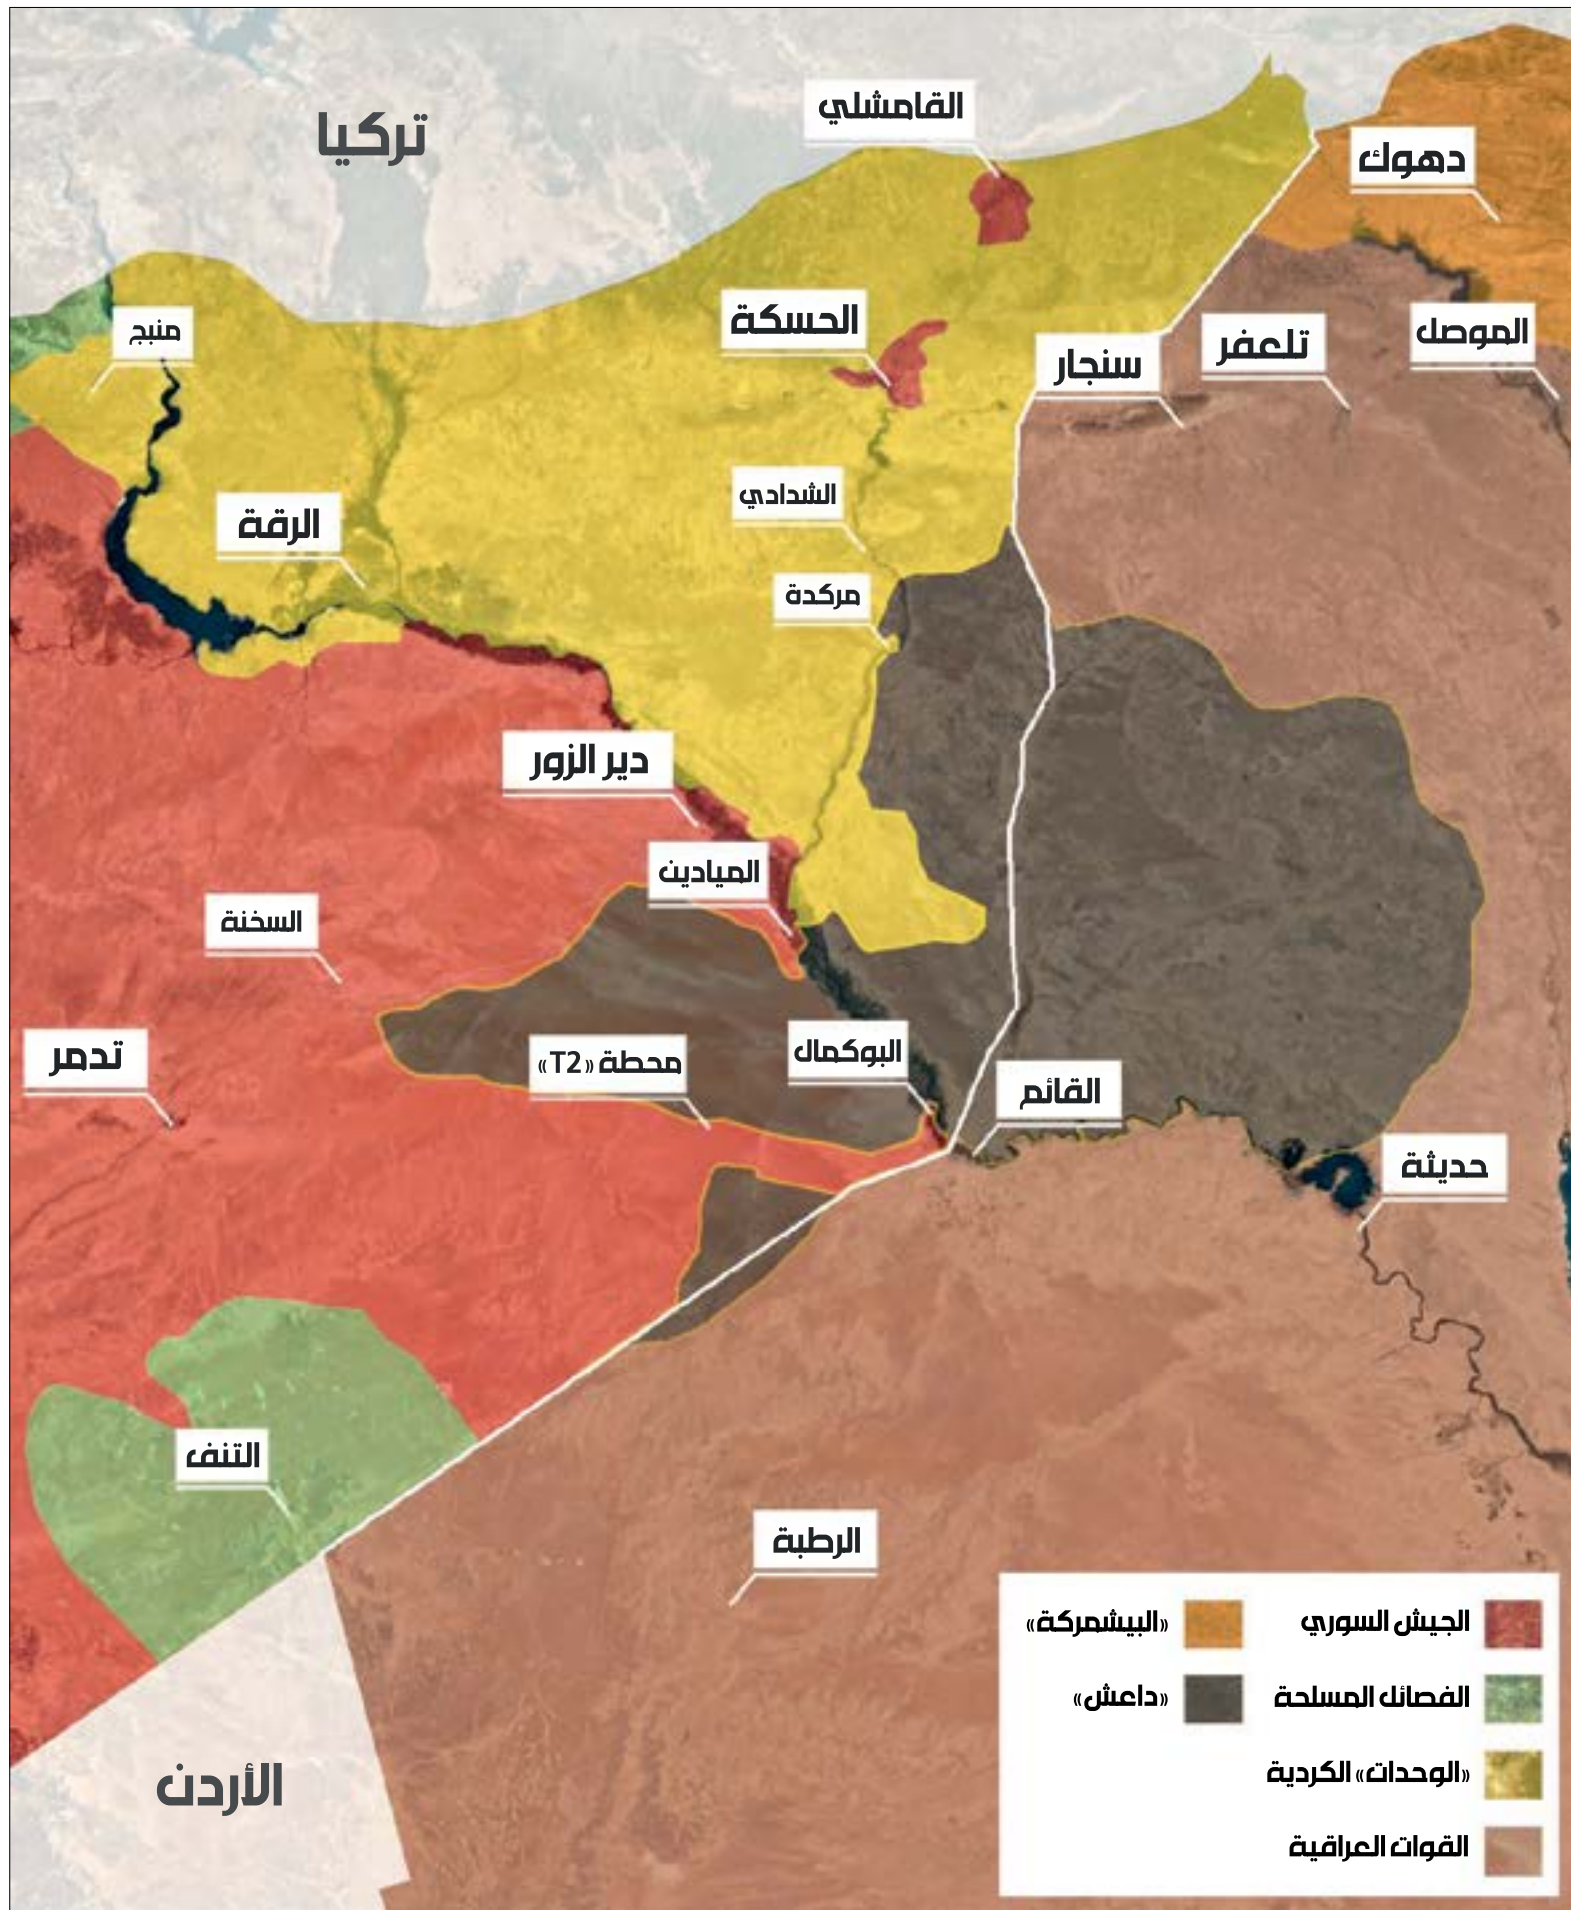 القامشلي
تركيا
دهوك
منبج
الحسكة
سنجار
تلعفر
الموصل
الشدادي
الرقة
مركدة
دير الزور
الميادين
السخنة
تدمر
محطة «T2»
البوكمال
القائم
حديثة
التنف
الرطبة
الأردن
الجيش السوري
الفصائل المسلحة
«الوحدات» الكردية
القوات العراقية
«البيشمركة»
«داعش»